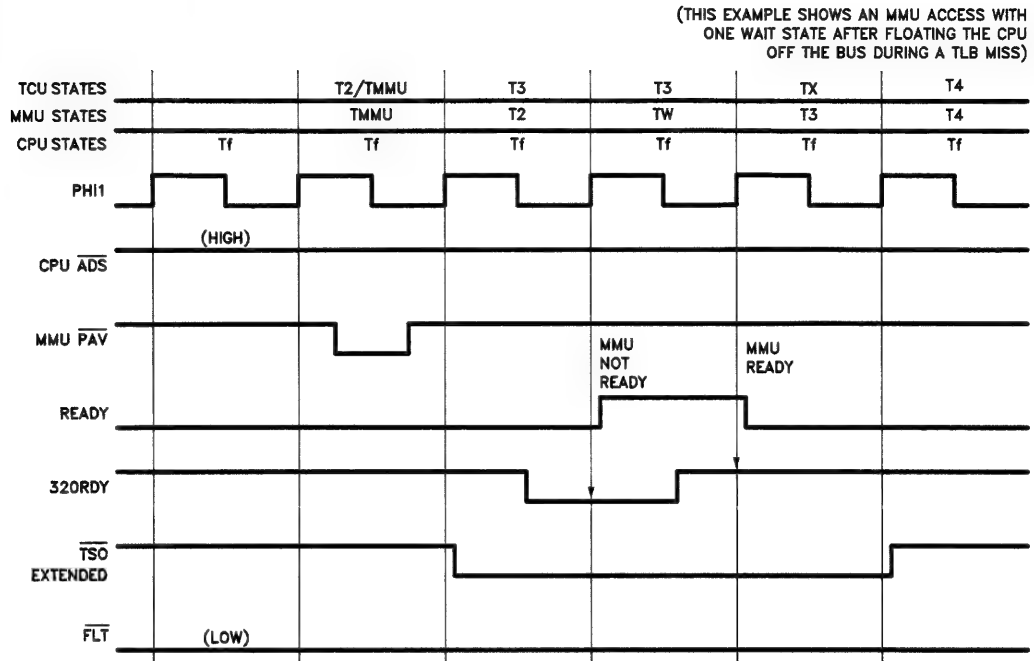 (THIS EXAMPLE SHOWS AN MMU ACCESS WITH
ONE WAIT STATE AFTER FLOATING THE CPU
OFF THE BUS DURING A TLB MISS)
TCU STATES T2/TMMU T3 T3 TX T4
MMU STATES TMMU T2 TW T3 T4
CPU STATES Tf Tf Tf Tf Tf Tf
PHI1
(HIGH)
CPU ADS
MMU PAV
MMU
NOT
READY
MMU
READY
READY
320RDY
TSO
EXTENDED
FLT (LOW)